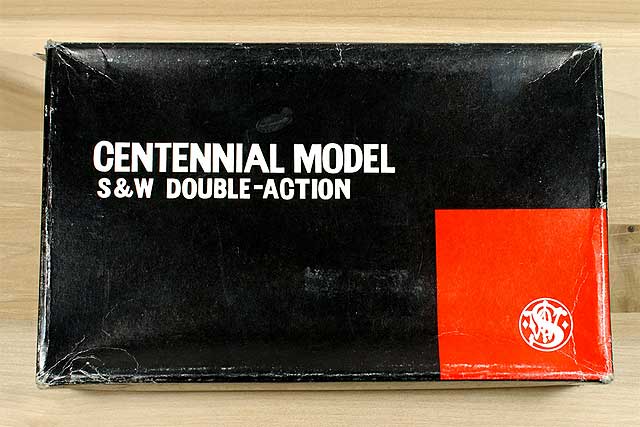 CENTENNIAL MODEL
S&W DOUBLE-ACTION